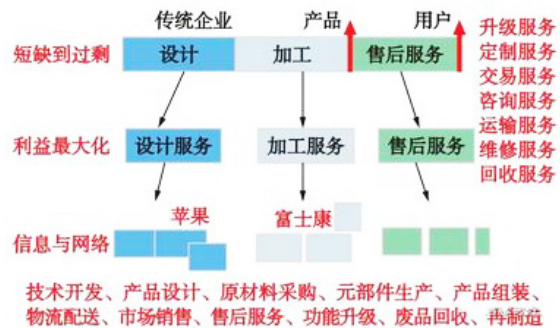 传统企业 产品 用户
短缺到过剩 设计 加工 售后服务
升级服务
定制服务
交易服务
咨询服务
运输服务
维修服务
回收服务
利益最大化 设计服务 加工服务 售后服务
苹果 富士康
信息与网络
技术开发、产品设计、原材料采购、元部件生产、产品组装、
物流配送、市场销售、售后服务、功能升级、废品回收、再制造